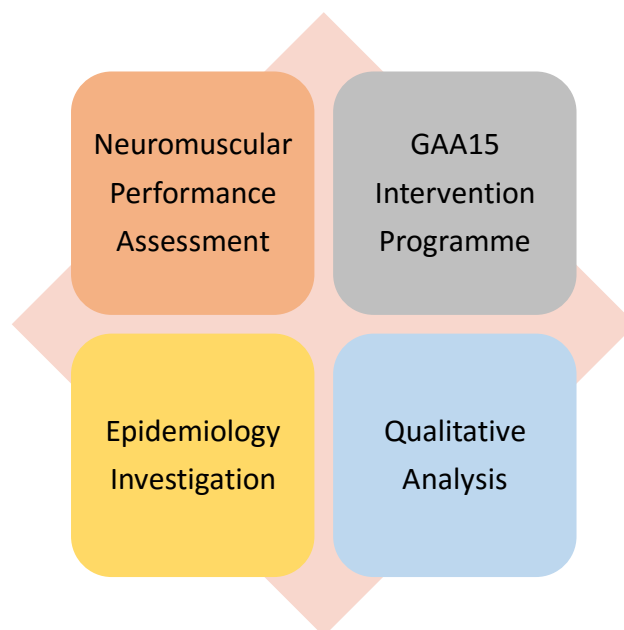 Neuromuscular
Performance
Assessment
GAA15
Intervention
Programme
Epidemiology
Investigation
Qualitative
Analysis